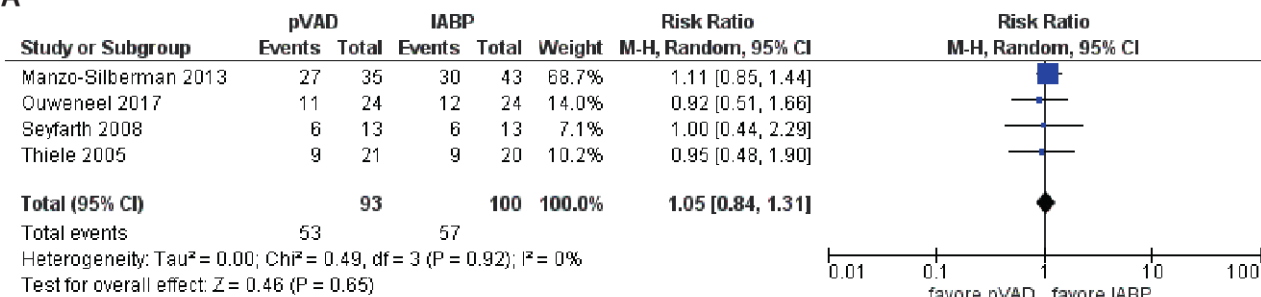 A
pVAD IABP Risk Ratio Risk Ratio
Study or Subgroup Events Total Events Total Weight M-H, Random, 95% CI M-H, Random, 95% CI
Manzo-Silberman 2013 27 35 30 43 68.7% 1.11 [0.85, 1.44]
Ouweneel 2017 11 24 12 24 14.0% 0.92 [0.51, 1.66]
Seyfarth 2008 6 13 6 13 7.1% 1.00 [0.44, 2.29]
Thiele 2005 9 21 9 20 10.2% 0.95 [0.48, 1.90]
Total (95% CI) 93 100 100.0% 1.05 [0.84, 1.31]
Total events 53 57
Heterogeneity: Tau² = 0.00; Chi² = 0.49, df = 3 (P = 0.92); I² = 0%
Test for overall effect: Z = 0.46 (P = 0.65)
0.01 0.1 1 10 100
favore pVAD favore IABP